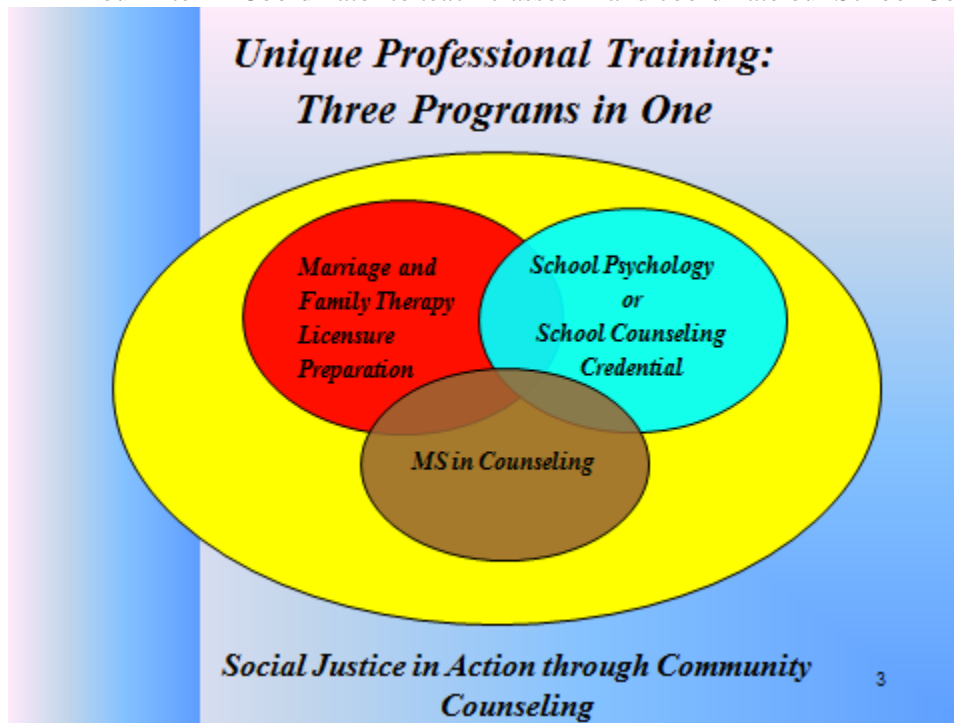 Unique Professional Training:
Three Programs in One
Marriage and
Family Therapy
Licensure
Preparation
School Psychology
or
School Counseling
Credential
MS in Counseling
Social Justice in Action through Community
Counseling
3